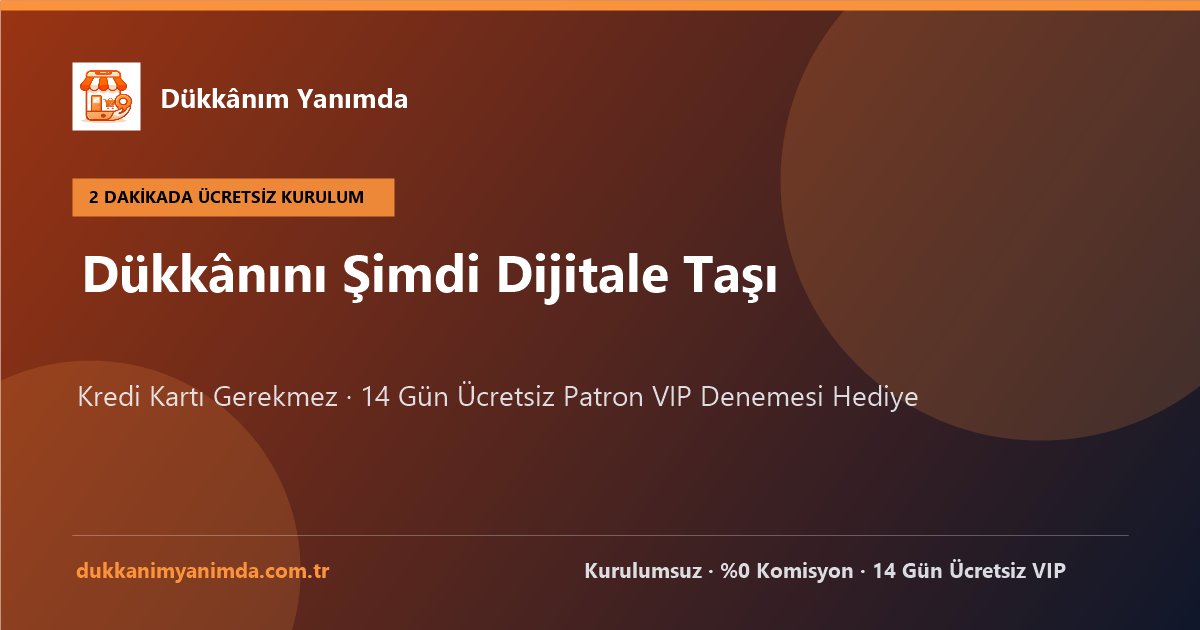 Dükkânım Yanımda
2 DAKİKADA ÜCRETSİZ KURULUM
Dükkânını Şimdi Dijitale Taşı
Kredi Kartı Gerekmez · 14 Gün Ücretsiz Patron VIP Denemesi Hediye
dukkanimyanimda.com.tr
Kurulumsuz · %0 Komisyon · 14 Gün Ücretsiz VIP